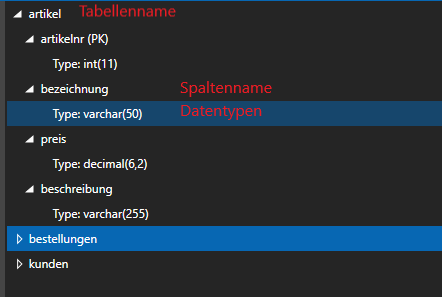 artikel Tabellenname
artikelnr (PK)
Type: int(11)
bezeichnung Spaltenname
Type: varchar(50) Datentypen
preis
Type: decimal(6,2)
beschreibung
Type: varchar(255)
bestellungen
kunden